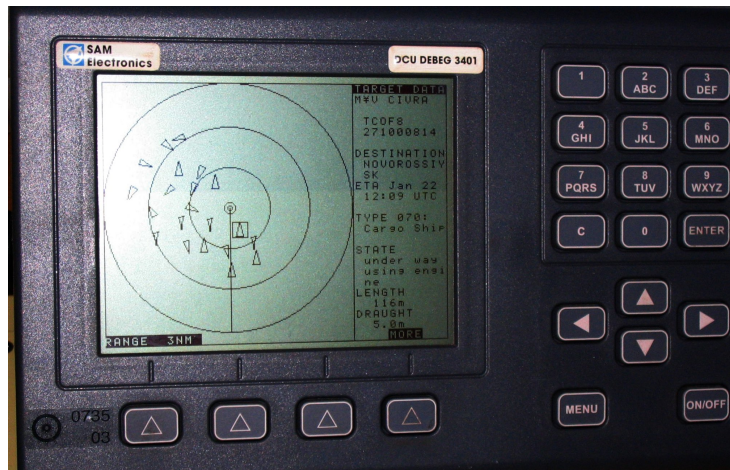 SAM
Electronics
DCU DEBEG 3401
TARGET DATA
M¥V CIVRA
TCOF8
271000814
DESTINATION
NOVOROSSIY
SK
ETA Jan 22
12:09 UTC
TYPE 070:
Cargo Ship
STATE
under way
using engi
ne
LENGTH
116m
DRAUGHT
5.0m
MORE
RANGE 3NM
1
2
ABC
3
DEF
4
GHI
5
JKL
6
MNO
7
PQRS
8
TUV
9
WXYZ
C
0
ENTER
MENU
ON/OFF
0735
03